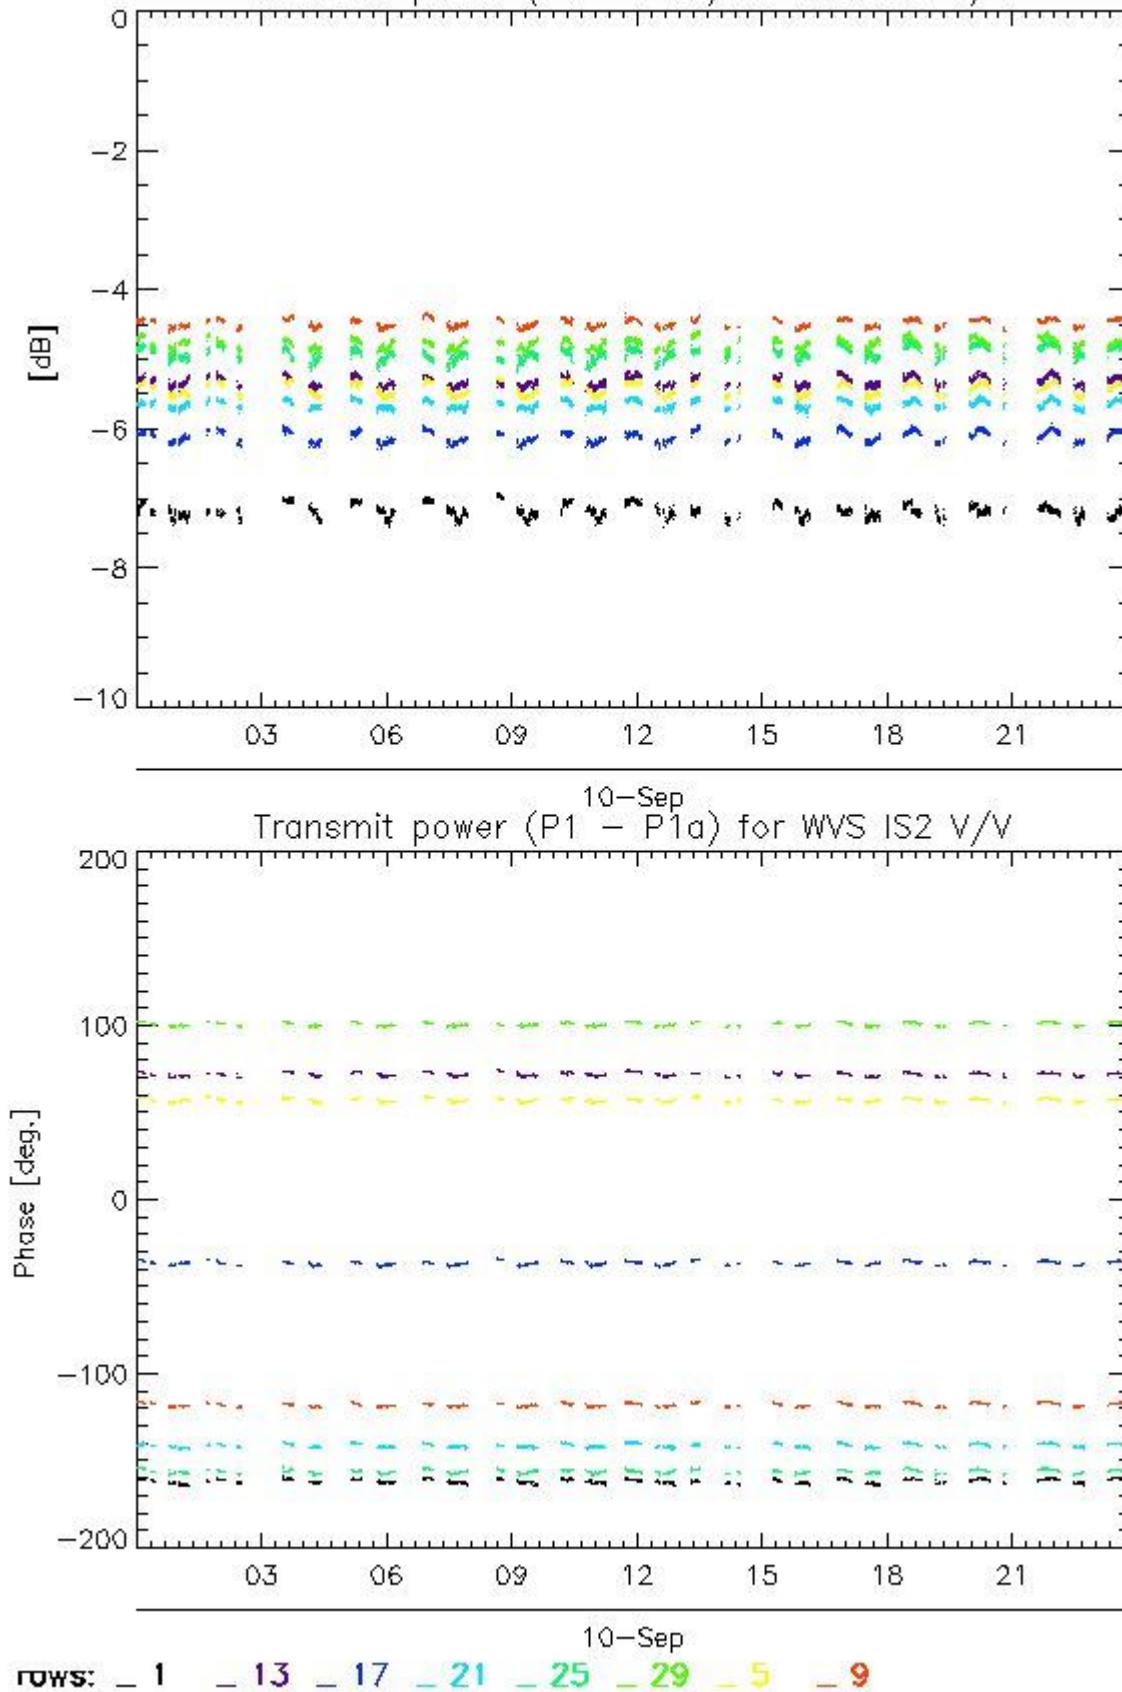 0
-2
-4
[dB]
-6
-8
-10
03 06 09 12 15 18 21
10-Sep
Transmit power (P1 - P1a) for WVS IS2 V/V
200
100
Phase [deg.]
0
-100
-200
03 06 09 12 15 18 21
10-Sep
rows: _ 1 _ 13 _ 17 _ 21 _ 25 _ 29 _ 5 _ 9